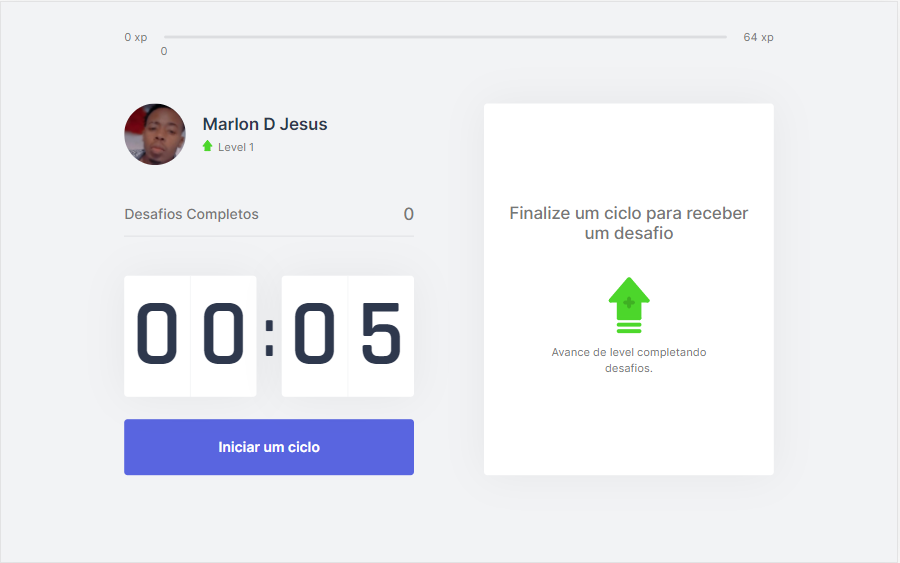 0 xp
64 xp
0
Marlon D Jesus
Level 1
Desafios Completos
0
00:05
Iniciar um ciclo
Finalize um ciclo para receber
um desafio
Avance de level completando
desafios.